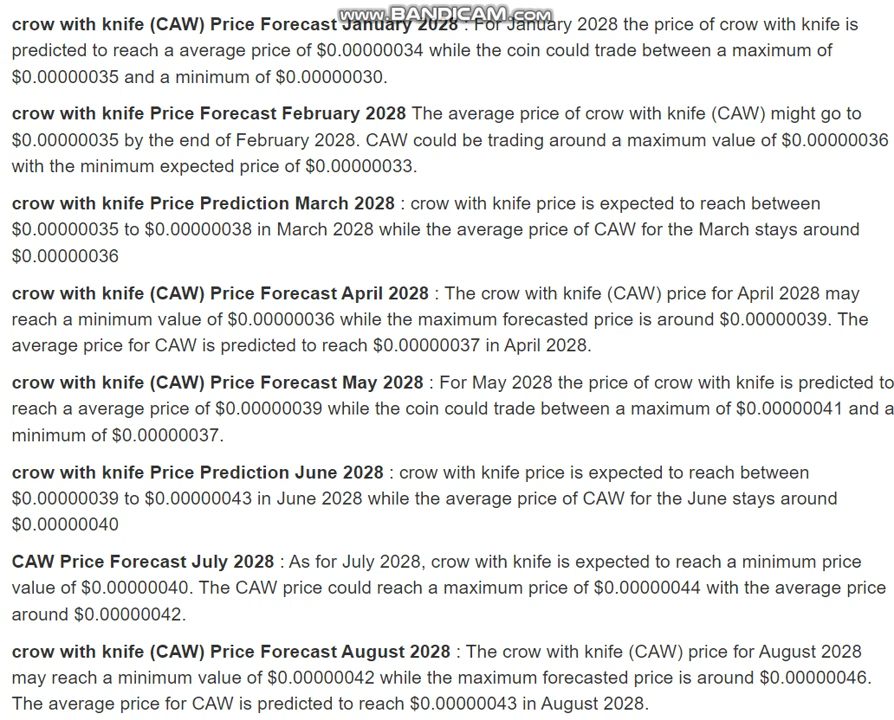 www.BANDICAM.com
crow with knife (CAW) Price Forecast January 2028 : For January 2028 the price of crow with knife is
predicted to reach a average price of $0.00000034 while the coin could trade between a maximum of
$0.00000035 and a minimum of $0.00000030.
crow with knife Price Forecast February 2028 The average price of crow with knife (CAW) might go to
$0.00000035 by the end of February 2028. CAW could be trading around a maximum value of $0.00000036
with the minimum expected price of $0.00000033.
crow with knife Price Prediction March 2028 : crow with knife price is expected to reach between
$0.00000035 to $0.00000038 in March 2028 while the average price of CAW for the March stays around
$0.00000036
crow with knife (CAW) Price Forecast April 2028 : The crow with knife (CAW) price for April 2028 may
reach a minimum value of $0.00000036 while the maximum forecasted price is around $0.00000039. The
average price for CAW is predicted to reach $0.00000037 in April 2028.
crow with knife (CAW) Price Forecast May 2028 : For May 2028 the price of crow with knife is predicted to
reach a average price of $0.00000039 while the coin could trade between a maximum of $0.00000041 and a
minimum of $0.00000037.
crow with knife Price Prediction June 2028 : crow with knife price is expected to reach between
$0.00000039 to $0.00000043 in June 2028 while the average price of CAW for the June stays around
$0.00000040
CAW Price Forecast July 2028 : As for July 2028, crow with knife is expected to reach a minimum price
value of $0.00000040. The CAW price could reach a maximum price of $0.00000044 with the average price
around $0.00000042.
crow with knife (CAW) Price Forecast August 2028 : The crow with knife (CAW) price for August 2028
may reach a minimum value of $0.00000042 while the maximum forecasted price is around $0.00000046.
The average price for CAW is predicted to reach $0.00000043 in August 2028.